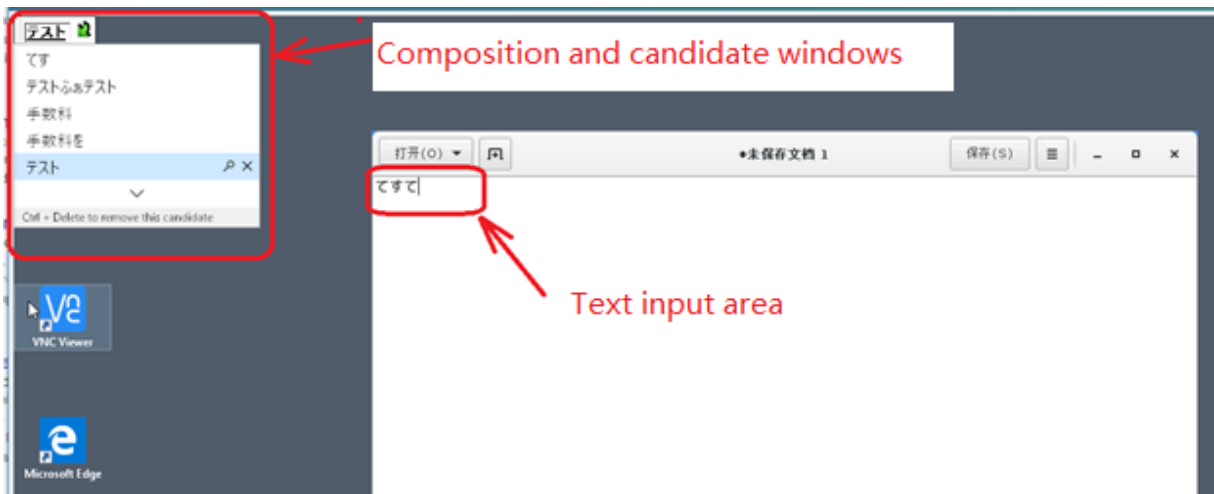 テスト
Composition and candidate windows
てす
テストふぁテスト
手数料
手数料を
テスト
Ctrl + Delete to remove this candidate
打开(O)
•未保存文档 1
保存(S)
てすて
Text input area
VNC Viewer
Microsoft Edge